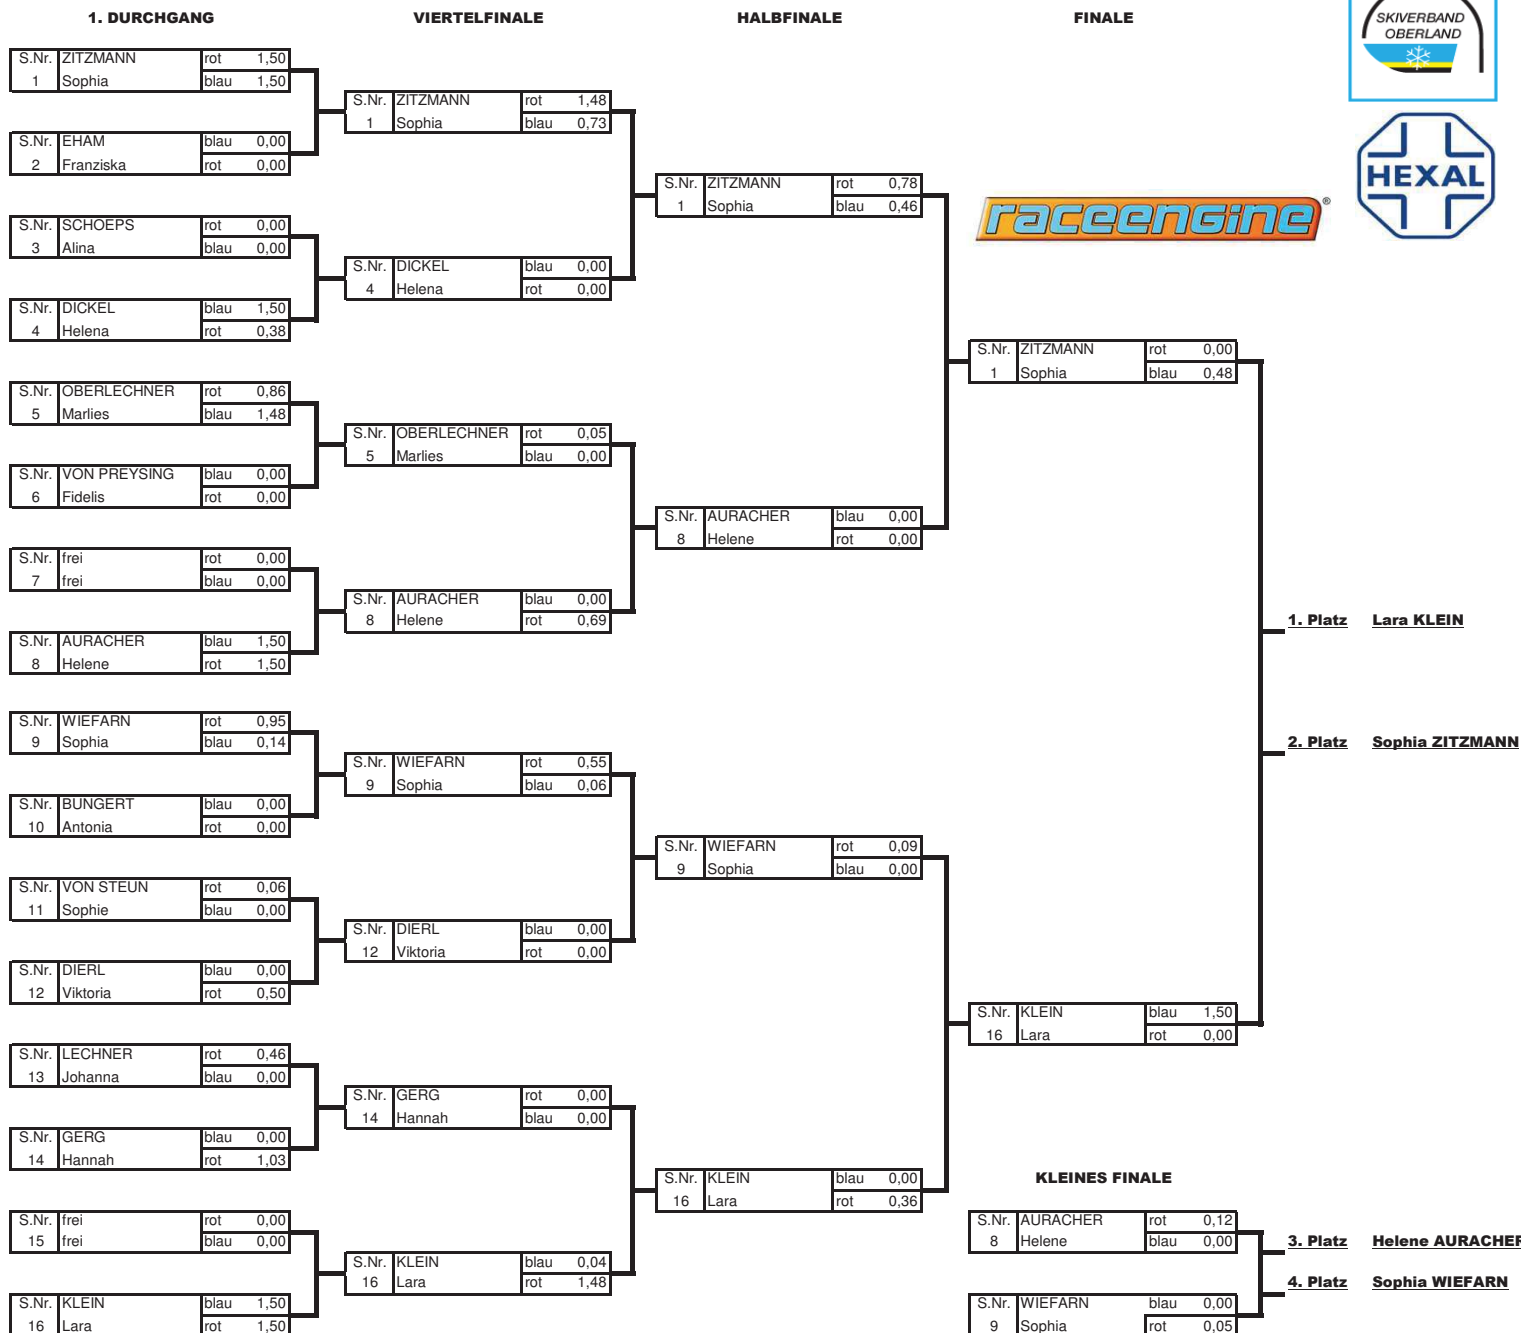 1. DURCHGANG VIERTELFINALE HALBFINALE FINALE
SKIVERBAND
OBERLAND
HEXAL
raceengine®
S.Nr. ZITZMANN rot 1,50
1 Sophia blau 1,50
S.Nr. EHAM blau 0,00
2 Franziska rot 0,00
S.Nr. SCHOEPS rot 0,00
3 Alina blau 0,00
S.Nr. DICKEL blau 1,50
4 Helena rot 0,38
S.Nr. OBERLECHNER rot 0,86
5 Marlies blau 1,48
S.Nr. VON PREYSING blau 0,00
6 Fidelis rot 0,00
S.Nr. frei rot 0,00
7 frei blau 0,00
S.Nr. AURACHER blau 1,50
8 Helene rot 1,50
S.Nr. WIEFARN rot 0,95
9 Sophia blau 0,14
S.Nr. BUNGERT blau 0,00
10 Antonia rot 0,00
S.Nr. VON STEUN rot 0,06
11 Sophie blau 0,00
S.Nr. DIERL blau 0,00
12 Viktoria rot 0,50
S.Nr. LECHNER rot 0,46
13 Johanna blau 0,00
S.Nr. GERG blau 0,00
14 Hannah rot 1,03
S.Nr. frei rot 0,00
15 frei blau 0,00
S.Nr. KLEIN blau 1,50
16 Lara rot 1,50
S.Nr. ZITZMANN rot 1,48
1 Sophia blau 0,73
S.Nr. DICKEL blau 0,00
4 Helena rot 0,00
S.Nr. OBERLECHNER rot 0,05
5 Marlies blau 0,00
S.Nr. AURACHER blau 0,00
8 Helene rot 0,69
S.Nr. WIEFARN rot 0,55
9 Sophia blau 0,06
S.Nr. DIERL blau 0,00
12 Viktoria rot 0,00
S.Nr. GERG rot 0,00
14 Hannah blau 0,00
S.Nr. KLEIN blau 0,04
16 Lara rot 1,48
S.Nr. ZITZMANN rot 0,78
1 Sophia blau 0,46
S.Nr. AURACHER blau 0,00
8 Helene rot 0,00
S.Nr. WIEFARN rot 0,09
9 Sophia blau 0,00
S.Nr. KLEIN blau 0,00
16 Lara rot 0,36
S.Nr. ZITZMANN rot 0,00
1 Sophia blau 0,48
S.Nr. KLEIN blau 1,50
16 Lara rot 0,00
1. Platz Lara KLEIN
2. Platz Sophia ZITZMANN
KLEINES FINALE
S.Nr. AURACHER rot 0,12
8 Helene blau 0,00
S.Nr. WIEFARN blau 0,00
9 Sophia rot 0,05
3. Platz Helene AURACHER
4. Platz Sophia WIEFARN